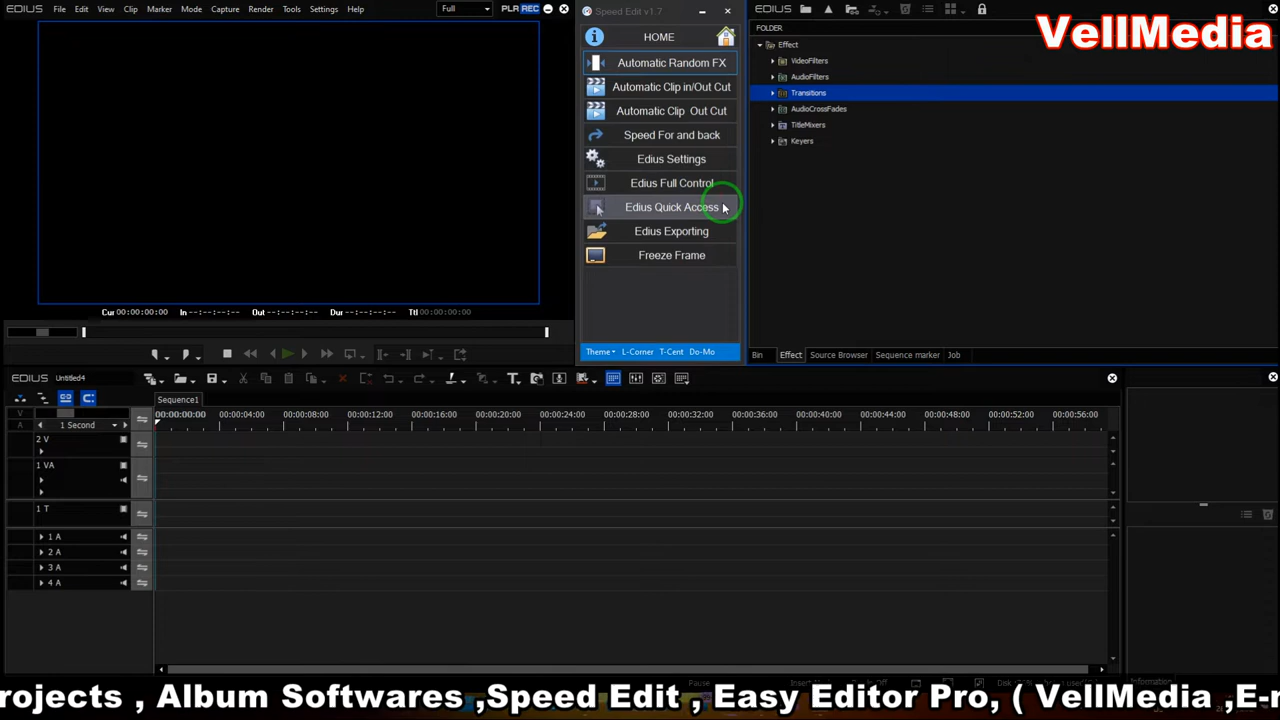 EDIUS File Edit View Clip Marker Mode Capture Render Tools Settings Help Full PLR REC
Speed Edit v1.7
HOME
Automatic Random FX
Automatic Clip in/Out Cut
Automatic Clip Out Cut
Speed For and back
Edius Settings
Edius Full Control
Edius Quick Access
Edius Exporting
Freeze Frame
Theme L-Corner T-Cent Do-Mo
EDIUS
VellMedia
FOLDER
Effect
VideoFilters
AudioFilters
Transitions
AudioCrossFades
TitleMixers
Keyers
Bin Effect Source Browser Sequence marker Job
Cur 00:00:00:00 In --:--:--:-- Out --:--:--:-- Dur --:--:--:-- Ttl 00:00:00:00
EDIUS Untitled4
Sequence1
V
A
1 Second
00:00:00:00 00:00:04:00 00:00:08:00 00:00:12:00 00:00:16:00 00:00:20:00 00:00:24:00 00:00:28:00 00:00:32:00 00:00:36:00 00:00:40:00 00:00:44:00 00:00:48:00 00:00:52:00 00:00:56:00
2 V
1 VA
1 T
1 A
2 A
3 A
4 A
Information
Pause
rojects , Album Softwares ,Speed Edit , Easy Editor Pro, ( VellMedia ,E-